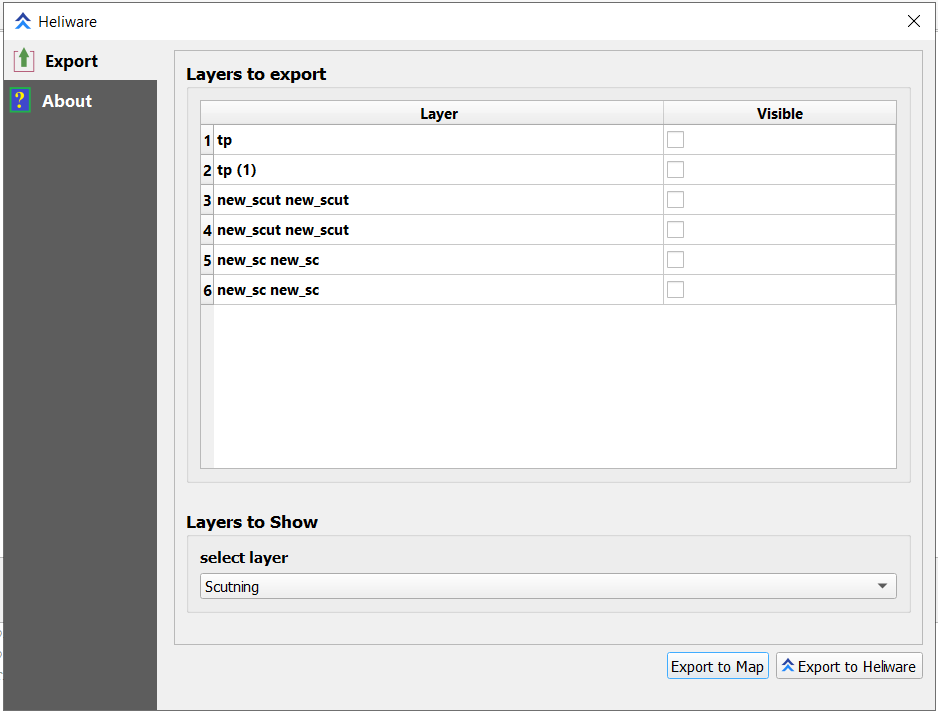 Heliware
Export
About
Layers to export
Layer Visible
1 tp
2 tp (1)
3 new_scut new_scut
4 new_scut new_scut
5 new_sc new_sc
6 new_sc new_sc
Layers to Show
select layer
Scutning
Export to Map Export to Heliware